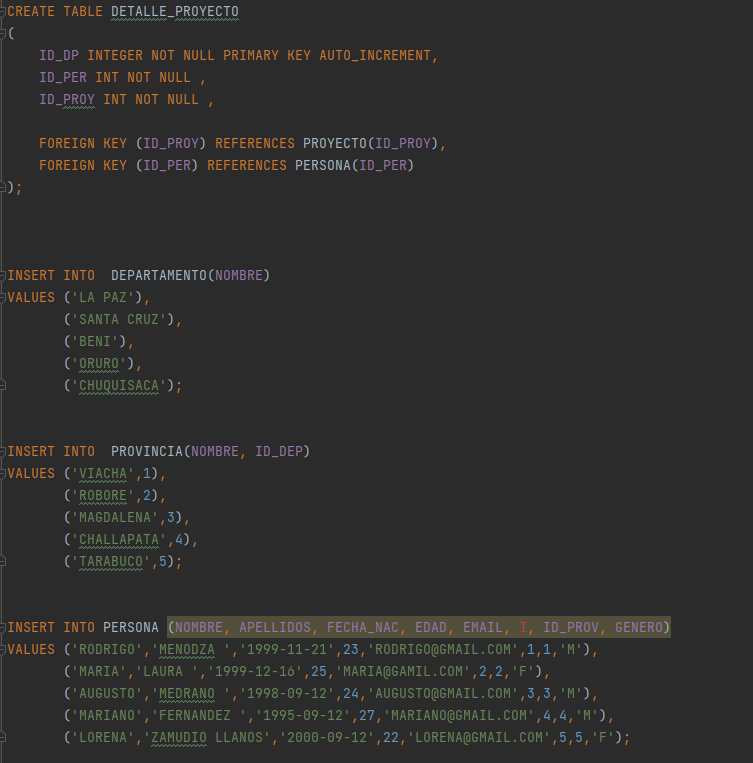 CREATE TABLE DETALLE_PROYECTO
(
ID_DP INTEGER NOT NULL PRIMARY KEY AUTO_INCREMENT,
ID_PER INT NOT NULL ,
ID_PROY INT NOT NULL ,
FOREIGN KEY (ID_PROY) REFERENCES PROYECTO(ID_PROY),
FOREIGN KEY (ID_PER) REFERENCES PERSONA(ID_PER)
);
INSERT INTO  DEPARTAMENTO(NOMBRE)
VALUES ('LA PAZ'),
('SANTA CRUZ'),
('BENI'),
('ORURO'),
('CHUQUISACA');
INSERT INTO  PROVINCIA(NOMBRE, ID_DEP)
VALUES ('VIACHA',1),
('ROBORE',2),
('MAGDALENA',3),
('CHALLAPATA',4),
('TARABUCO',5);
INSERT INTO PERSONA (NOMBRE, APELLIDOS, FECHA_NAC, EDAD, EMAIL, I, ID_PROV, GENERO)
VALUES ('RODRIGO','MENODZA ','1999-11-21',23,'RODRIGO@GMAIL.COM',1,1,'M'),
('MARIA','LAURA ','1999-12-16',25,'MARIA@GAMIL.COM',2,2,'F'),
('AUGUSTO','MEDRANO ','1998-09-12',24,'AUGUSTO@GMAIL.COM',3,3,'M'),
('MARIANO','FERNANDEZ ','1995-09-12',27,'MARIANO@GMAIL.COM',4,4,'M'),
('LORENA','ZAMUDIO LLANOS','2000-09-12',22,'LORENA@GMAIL.COM',5,5,'F');